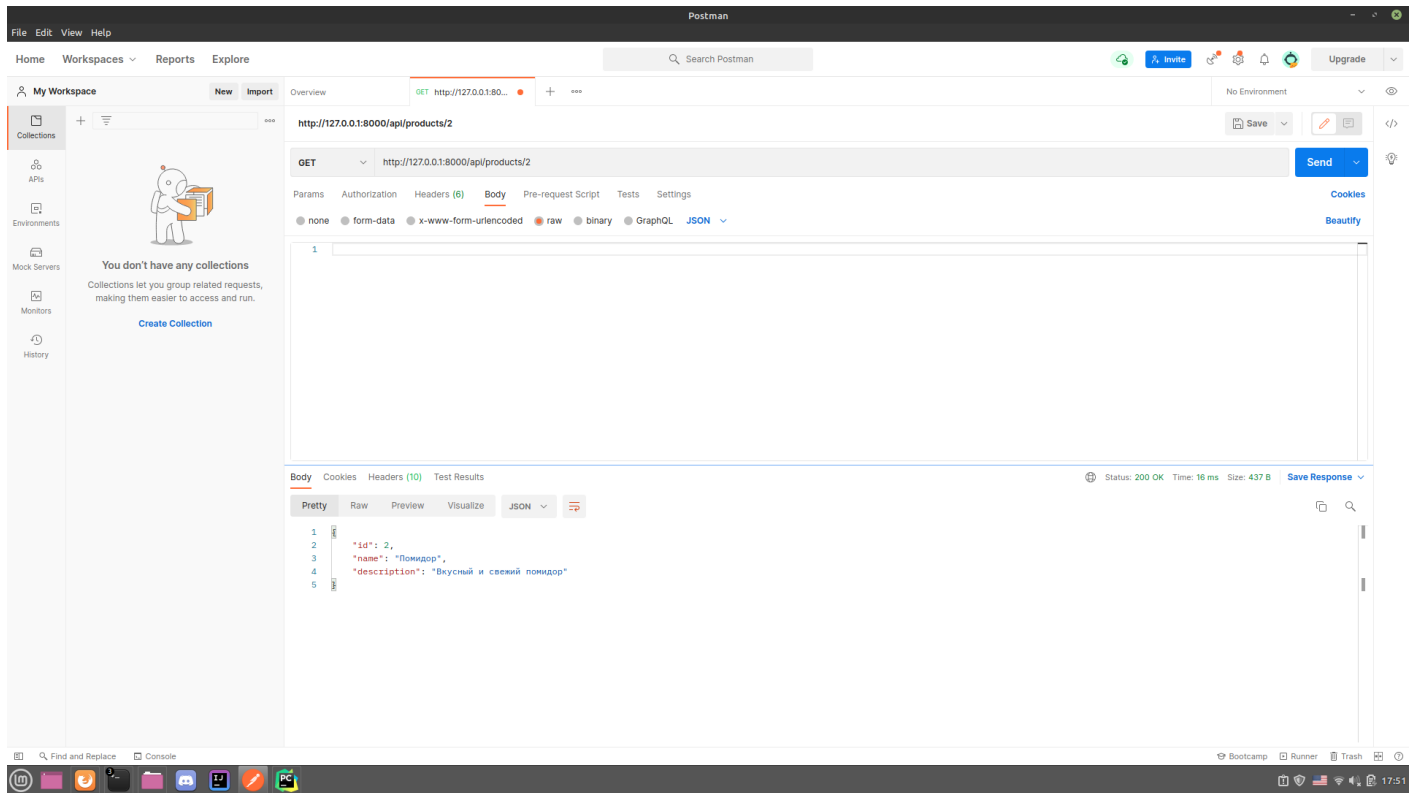 Postman
File Edit View Help
Home Workspaces Reports Explore
Search Postman
Invite
Upgrade
My Workspace
New Import
Overview
GET http://127.0.0.1:80...
No Environment
Collections
APIs
Environments
Mock Servers
Monitors
History
You don't have any collections
Collections let you group related requests,
making them easier to access and run.
Create Collection
http://127.0.0.1:8000/api/products/2
Save
GET http://127.0.0.1:8000/api/products/2
Send
Params Authorization Headers (6) Body Pre-request Script Tests Settings
Cookies
none form-data x-www-form-urlencoded raw binary GraphQL JSON
Beautify
1
Body Cookies Headers (10) Test Results
Status: 200 OK Time: 16 ms Size: 437 B Save Response
Pretty Raw Preview Visualize JSON
1 {
2 "id": 2,
3 "name": "Помидор",
4 "description": "Вкусный и свежий помидор"
5 }
Find and Replace Console
Bootcamp Runner Trash
17:51